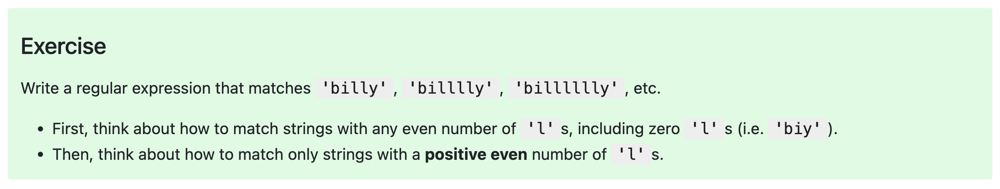 Exercise
Write a regular expression that matches 'billy', 'billlly', 'billlllly', etc.
• First, think about how to match strings with any even number of 'l's, including zero 'l's (i.e. 'biy').
• Then, think about how to match only strings with a positive even number of 'l's.